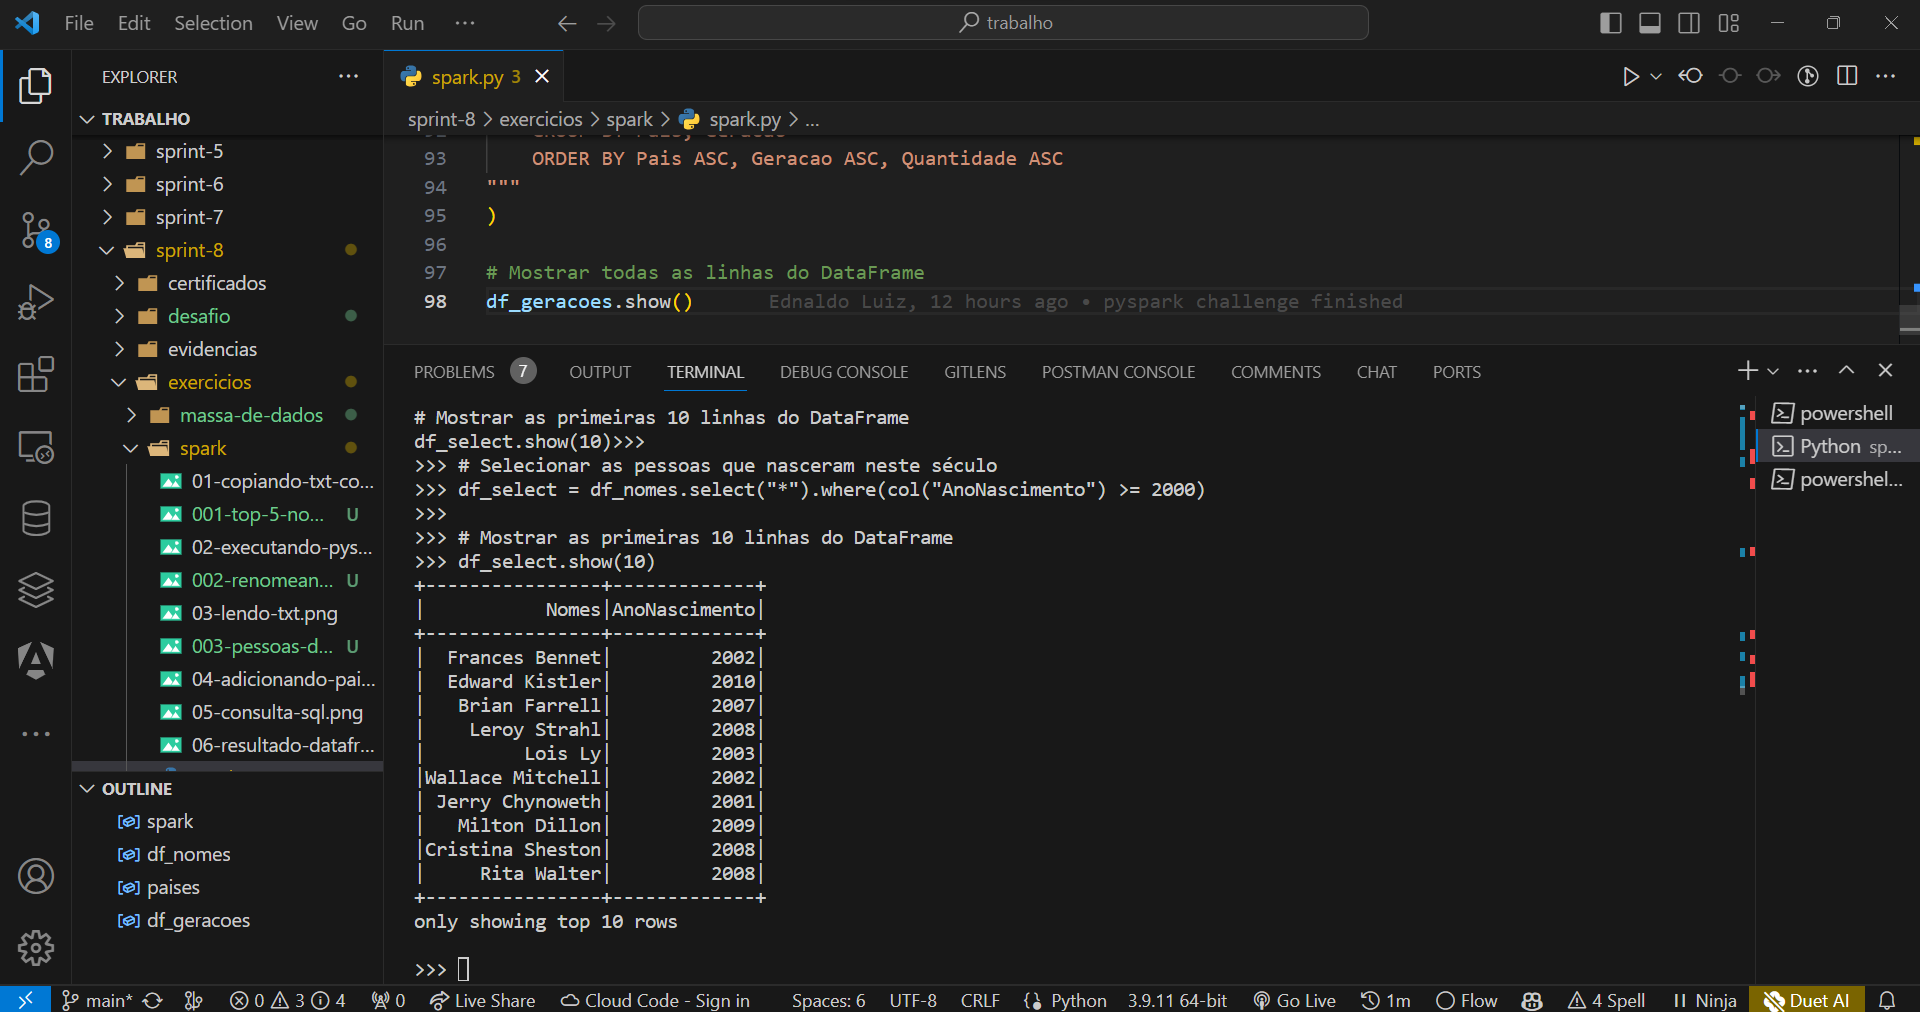 File Edit Selection View Go Run ··· trabalho
EXPLORER ···
TRABALHO
sprint-5
sprint-6
sprint-7
sprint-8
certificados
desafio
evidencias
exercicios
massa-de-dados
spark
01-copiando-txt-co...
001-top-5-no... U
02-executando-pys...
002-renomean... U
03-lendo-txt.png
003-pessoas-d... U
04-adicionando-pai...
05-consulta-sql.png
06-resultado-datafr...
OUTLINE
spark
df_nomes
paises
df_geracoes
8
spark.py 3
sprint-8 > exercicios > spark > spark.py > ...
93 ORDER BY Pais ASC, Geracao ASC, Quantidade ASC
94 """
95 )
96
97 # Mostrar todas as linhas do DataFrame
98 df_geracoes.show() Ednaldo Luiz, 12 hours ago • pyspark challenge finished
PROBLEMS 7 OUTPUT TERMINAL DEBUG CONSOLE GITLENS POSTMAN CONSOLE COMMENTS CHAT PORTS
# Mostrar as primeiras 10 linhas do DataFrame
df_select.show(10)>>>
>>> # Selecionar as pessoas que nasceram neste século
>>> df_select = df_nomes.select("*").where(col("AnoNascimento") >= 2000)
>>>
>>> # Mostrar as primeiras 10 linhas do DataFrame
>>> df_select.show(10)
+----------------+-------------+
|           Nomes|AnoNascimento|
+----------------+-------------+
|  Frances Bennet|         2002|
|  Edward Kistler|         2010|
|   Brian Farrell|         2007|
|    Leroy Strahl|         2008|
|         Lois Ly|         2003|
|Wallace Mitchell|         2002|
| Jerry Chynoweth|         2001|
|   Milton Dillon|         2009|
|Cristina Sheston|         2008|
|     Rita Walter|         2008|
+----------------+-------------+
only showing top 10 rows
>>>
powershell
Python sp...
powershel...
main* 0 3 4 0 Live Share Cloud Code - Sign in Spaces: 6 UTF-8 CRLF Python 3.9.11 64-bit Go Live 1m Flow 4 Spell Ninja Duet AI